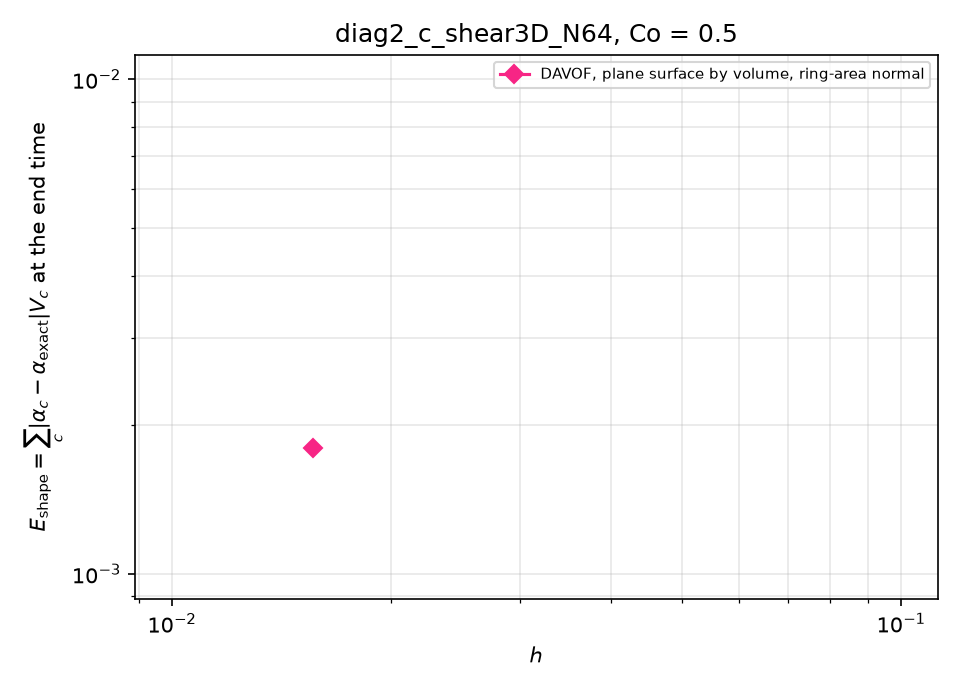 diag2_c_shear3D_N64, Co = 0.5
DAVOF, plane surface by volume, ring-area normal
E_shape = ∑_c |α_c − α_exact|V_c at the end time
10⁻²
10⁻³
10⁻²
10⁻¹
h